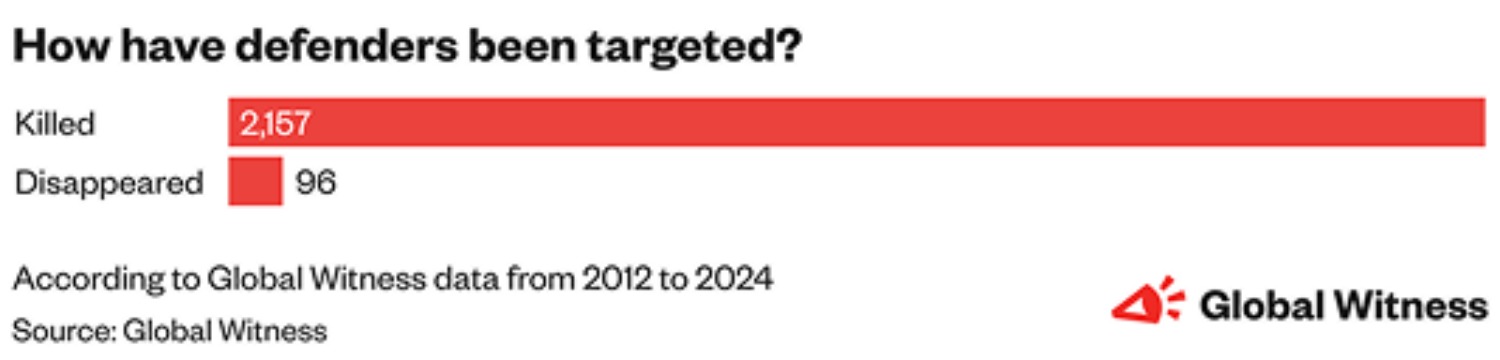 How have defenders been targeted?
Killed 2,157
Disappeared 96
According to Global Witness data from 2012 to 2024
Source: Global Witness
Global Witness